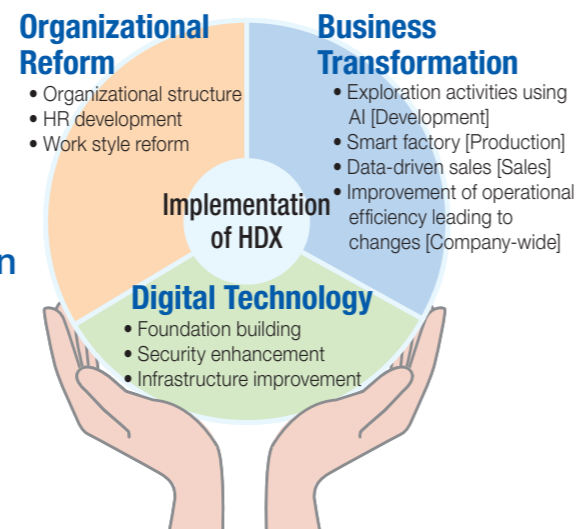 Organizational
Reform
• Organizational structure
• HR development
• Work style reform
Business
Transformation
• Exploration activities using
AI [Development]
• Smart factory [Production]
• Data-driven sales [Sales]
• Improvement of operational
efficiency leading to
changes [Company-wide]
Implementation
of HDX
n
Digital Technology
• Foundation building
• Security enhancement
• Infrastructure improvement